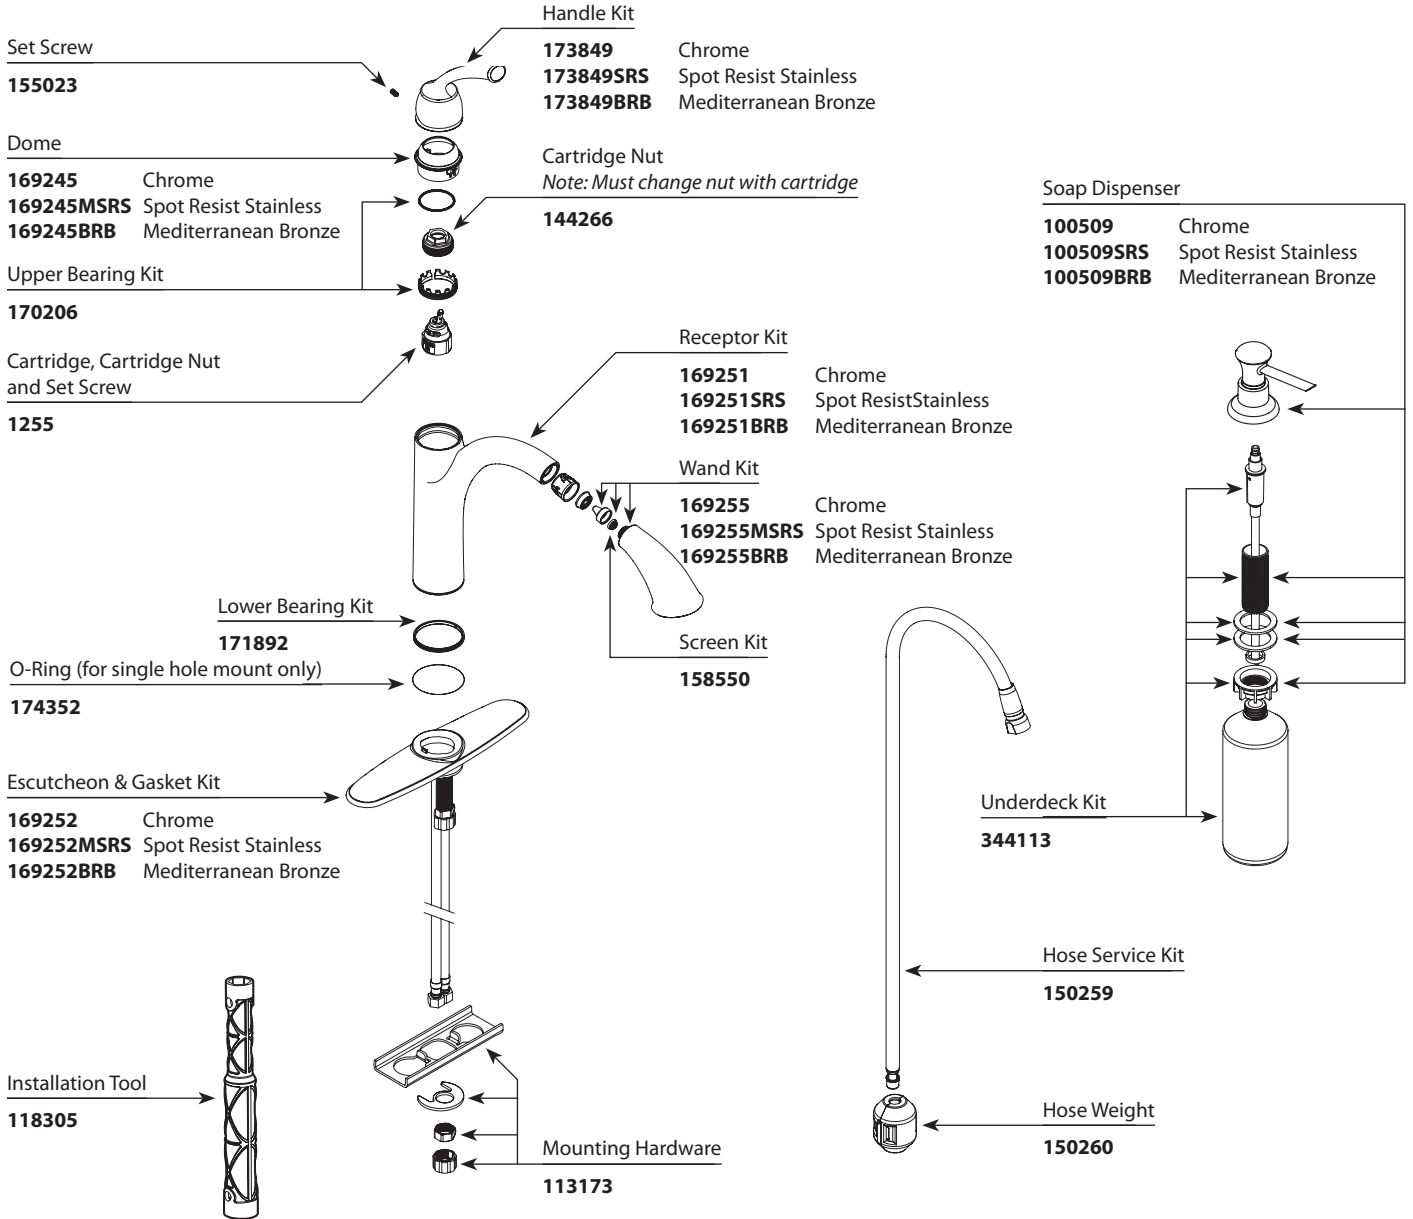 Handle Kit
173849 Chrome
173849SRS Spot Resist Stainless
173849BRB Mediterranean Bronze
Set Screw
155023
Dome
169245 Chrome
169245MSRS Spot Resist Stainless
169245BRB Mediterranean Bronze
Cartridge Nut
Note: Must change nut with cartridge
144266
Upper Bearing Kit
170206
Cartridge, Cartridge Nut
and Set Screw
1255
Soap Dispenser
100509 Chrome
100509SRS Spot Resist Stainless
100509BRB Mediterranean Bronze
Receptor Kit
169251 Chrome
169251SRS Spot ResistStainless
169251BRB Mediterranean Bronze
Wand Kit
169255 Chrome
169255MSRS Spot Resist Stainless
169255BRB Mediterranean Bronze
Lower Bearing Kit
171892
Screen Kit
158550
O-Ring (for single hole mount only)
174352
Escutcheon & Gasket Kit
169252 Chrome
169252MSRS Spot Resist Stainless
169252BRB Mediterranean Bronze
Underdeck Kit
344113
Hose Service Kit
150259
Installation Tool
118305
Hose Weight
150260
Mounting Hardware
113173